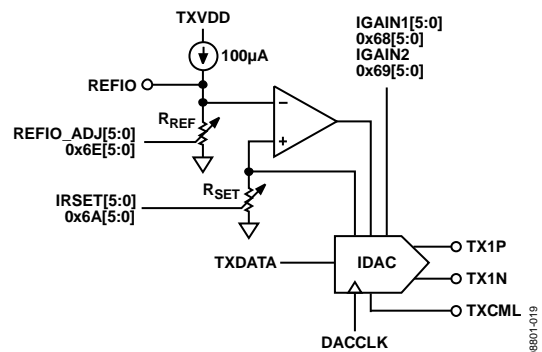 TXVDD
100µA
REFIO
RREF
REFIO_ADJ[5:0]
0x6E[5:0]
IRSET[5:0]
0x6A[5:0]
RSET
IGAIN1[5:0]
0x68[5:0]
IGAIN2
0x69[5:0]
−
+
TXDATA
IDAC
TX1P
TX1N
TXCML
DACCLK
08801-019